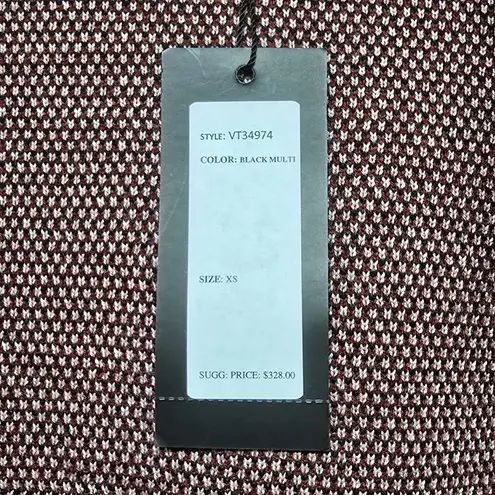 STYLE: VT34974
COLOR: BLACK MULTI
SIZE: XS
SUGG: PRICE: $328.00